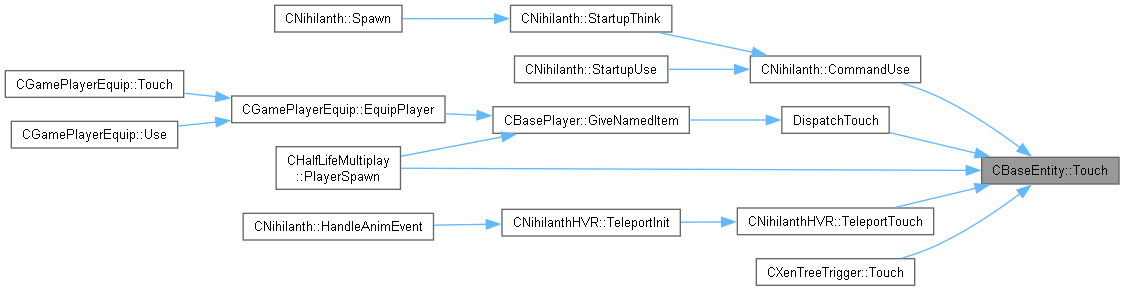 CNihilanth::Spawn
CNihilanth::StartupThink
CNihilanth::StartupUse
CNihilanth::CommandUse
CGamePlayerEquip::Touch
CGamePlayerEquip::EquipPlayer
CGamePlayerEquip::Use
CBasePlayer::GiveNamedItem
DispatchTouch
CHalfLifeMultiplay
::PlayerSpawn
CBaseEntity::Touch
CNihilanth::HandleAnimEvent
CNihilanthHVR::TeleportInit
CNihilanthHVR::TeleportTouch
CXenTreeTrigger::Touch